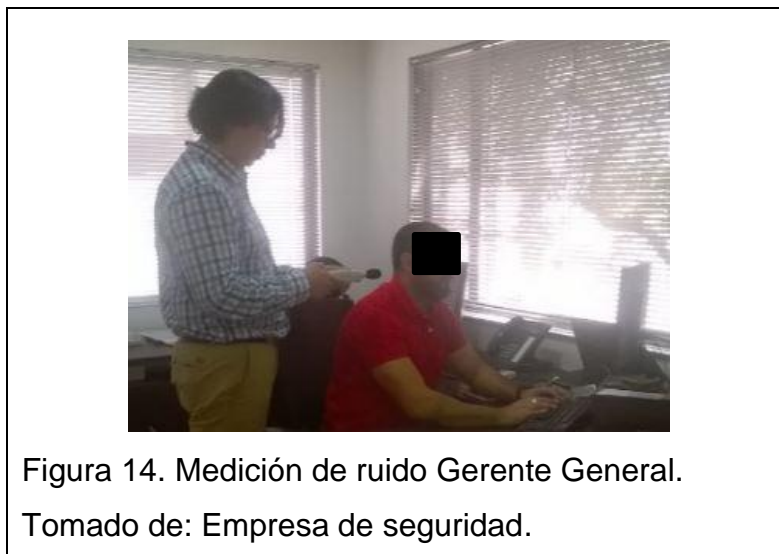 Figura 14. Medición de ruido Gerente General.
Tomado de: Empresa de seguridad.